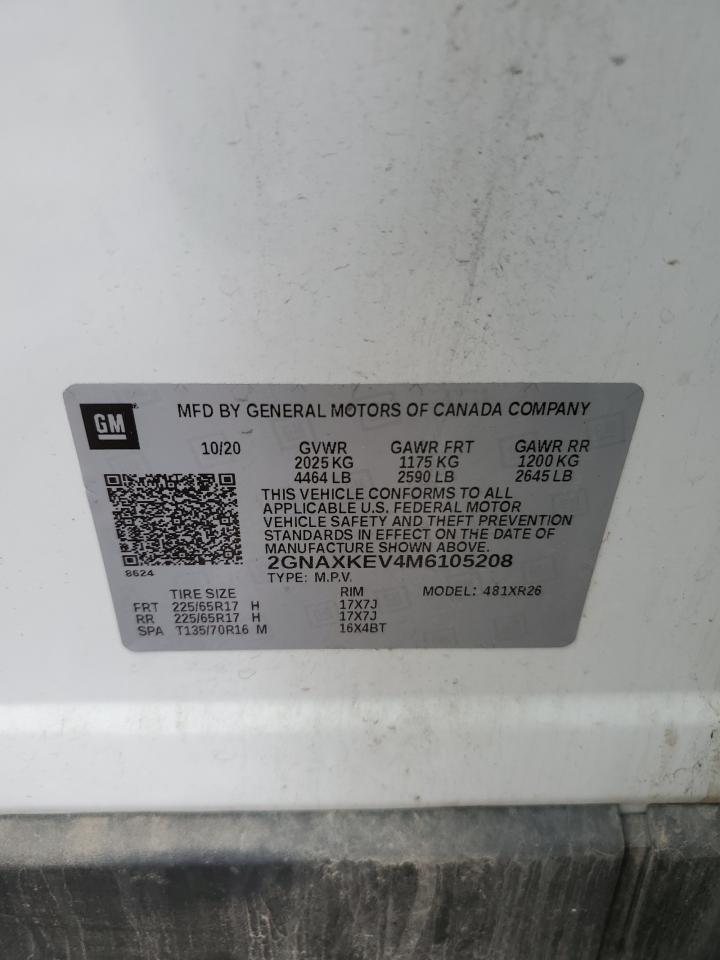 GM
MFD BY GENERAL MOTORS OF CANADA COMPANY
10/20 GVWR GAWR FRT GAWR RR
2025 KG 1175 KG 1200 KG
4464 LB 2590 LB 2645 LB
THIS VEHICLE CONFORMS TO ALL
APPLICABLE U.S. FEDERAL MOTOR
VEHICLE SAFETY AND THEFT PREVENTION
STANDARDS IN EFFECT ON THE DATE OF
MANUFACTURE SHOWN ABOVE.
2GNAXKEV4M6105208
8624
TYPE: M.P.V. MODEL: 481XR26
TIRE SIZE RIM
FRT 225/65R17 H 17X7J
RR 225/65R17 H 17X7J
SPA T135/70R16 M 16X4BT